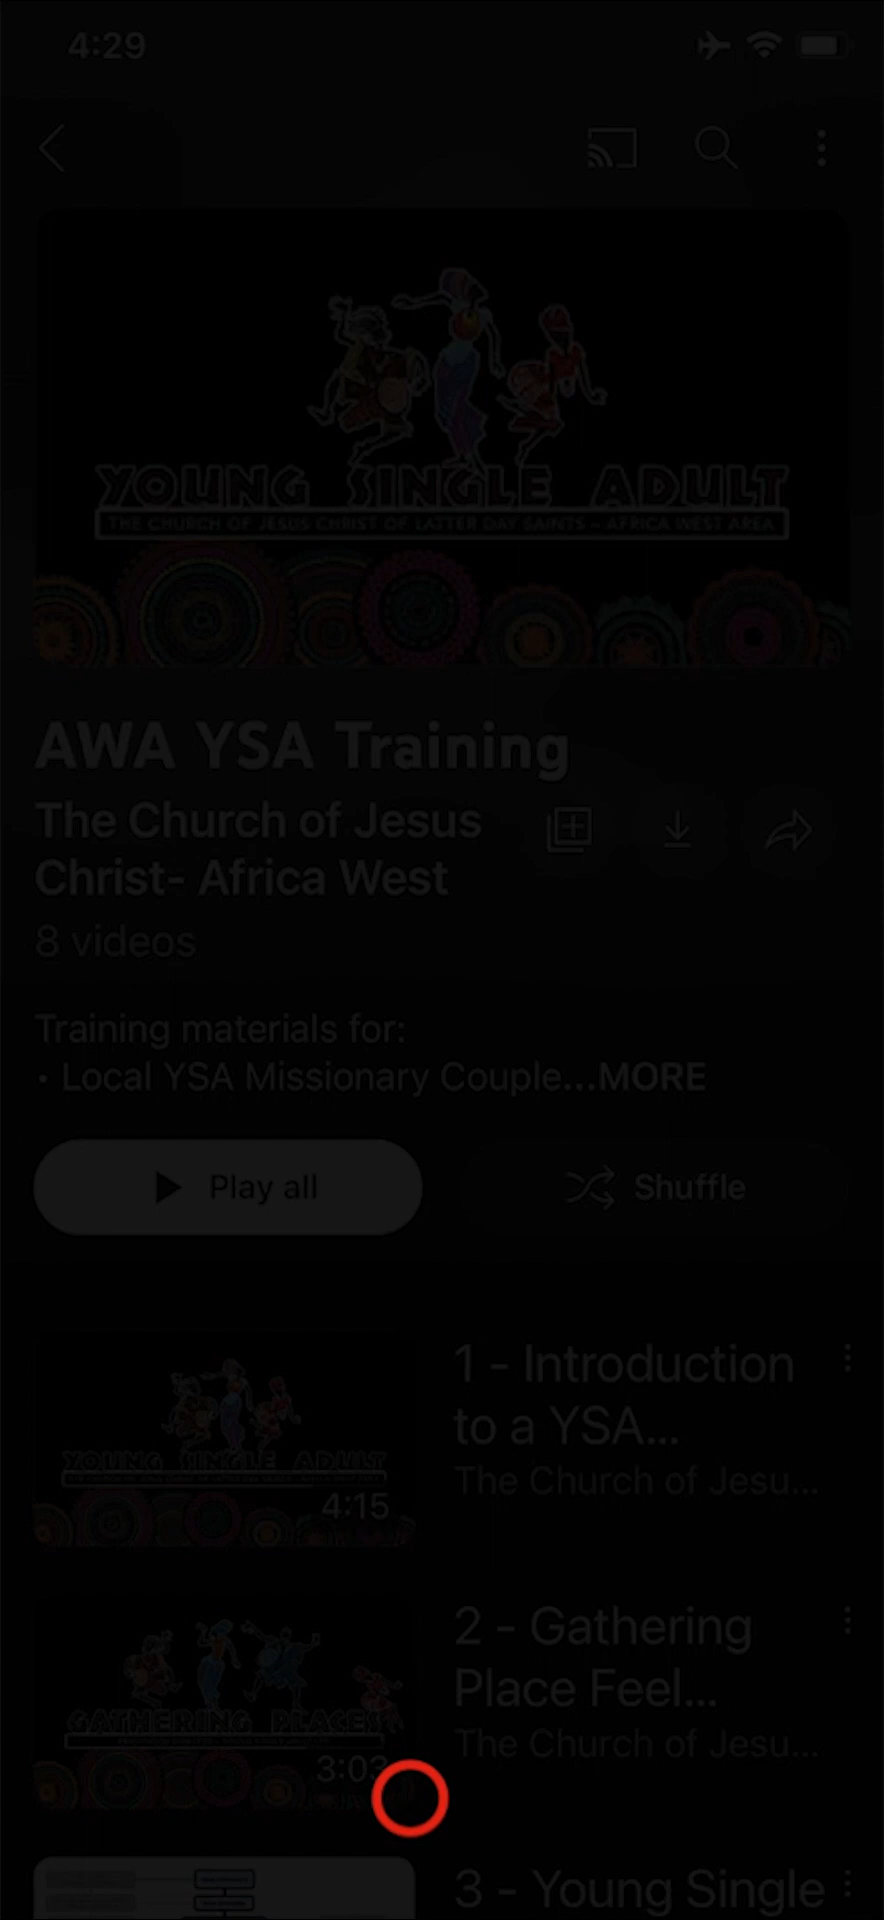 4:29
YOUNG SINGLE ADULT
THE CHURCH OF JESUS CHRIST OF LATTER DAY SAINTS – AFRICA WEST AREA
AWA YSA Training
The Church of Jesus
Christ- Africa West
8 videos
Training materials for:
• Local YSA Missionary Couple...MORE
Play all
Shuffle
YOUNG SINGLE ADULT
4:15
1 - Introduction
to a YSA...
The Church of Jesu...
GATHERING PLACES
3:03
2 - Gathering
Place Feel...
The Church of Jesu...
3 - Young Single